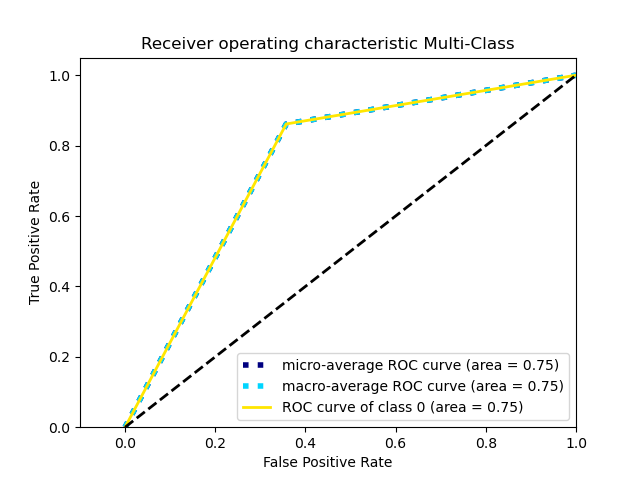 Receiver operating characteristic Multi-Class
1.0
0.8
0.6
0.4
0.2
0.0
True Positive Rate
micro-average ROC curve (area = 0.75)
macro-average ROC curve (area = 0.75)
ROC curve of class 0 (area = 0.75)
0.0 0.2 0.4 0.6 0.8 1.0
False Positive Rate